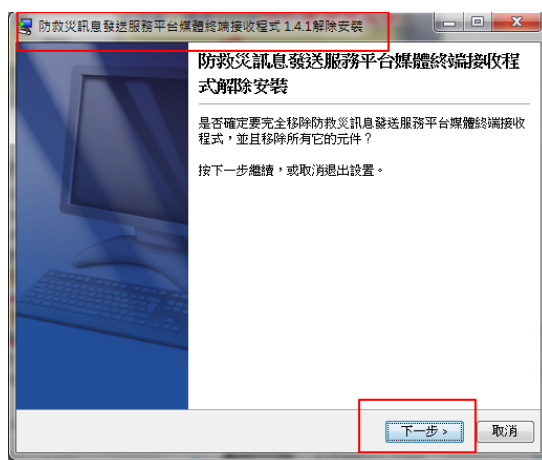 防救災訊息發送服務平台媒體終端接收程式 1.4.1解除安裝
防救災訊息發送服務平台媒體終端接收程
式解除安裝
是否確定要完全移除防救災訊息發送服務平台媒體終端接收
程式，並且移除所有它的元件？
按下一步繼續，或取消退出設置。
下一步 >
取消